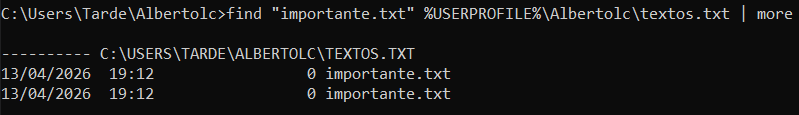 C:\Users\Tarde\Albertolc>find "importante.txt" %USERPROFILE%\Albertolc\textos.txt | more
---------- C:\USERS\TARDE\ALBERTOLC\TEXTOS.TXT
13/04/2026  19:12                 0 importante.txt
13/04/2026  19:12                 0 importante.txt